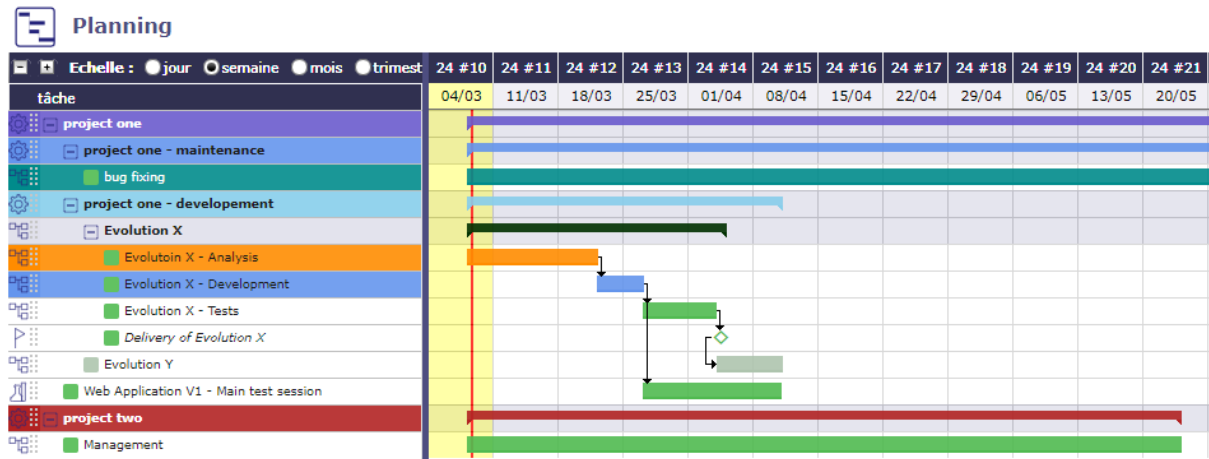 Planning
Echelle : jour semaine mois trimest 24 #10 24 #11 24 #12 24 #13 24 #14 24 #15 24 #16 24 #17 24 #18 24 #19 24 #20 24 #21
tâche 04/03 11/03 18/03 25/03 01/04 08/04 15/04 22/04 29/04 06/05 13/05 20/05
project one
project one - maintenance
bug fixing
project one - developement
Evolution X
Evolutoin X - Analysis
Evolution X - Development
Evolution X - Tests
Delivery of Evolution X
Evolution Y
Web Application V1 - Main test session
project two
Management